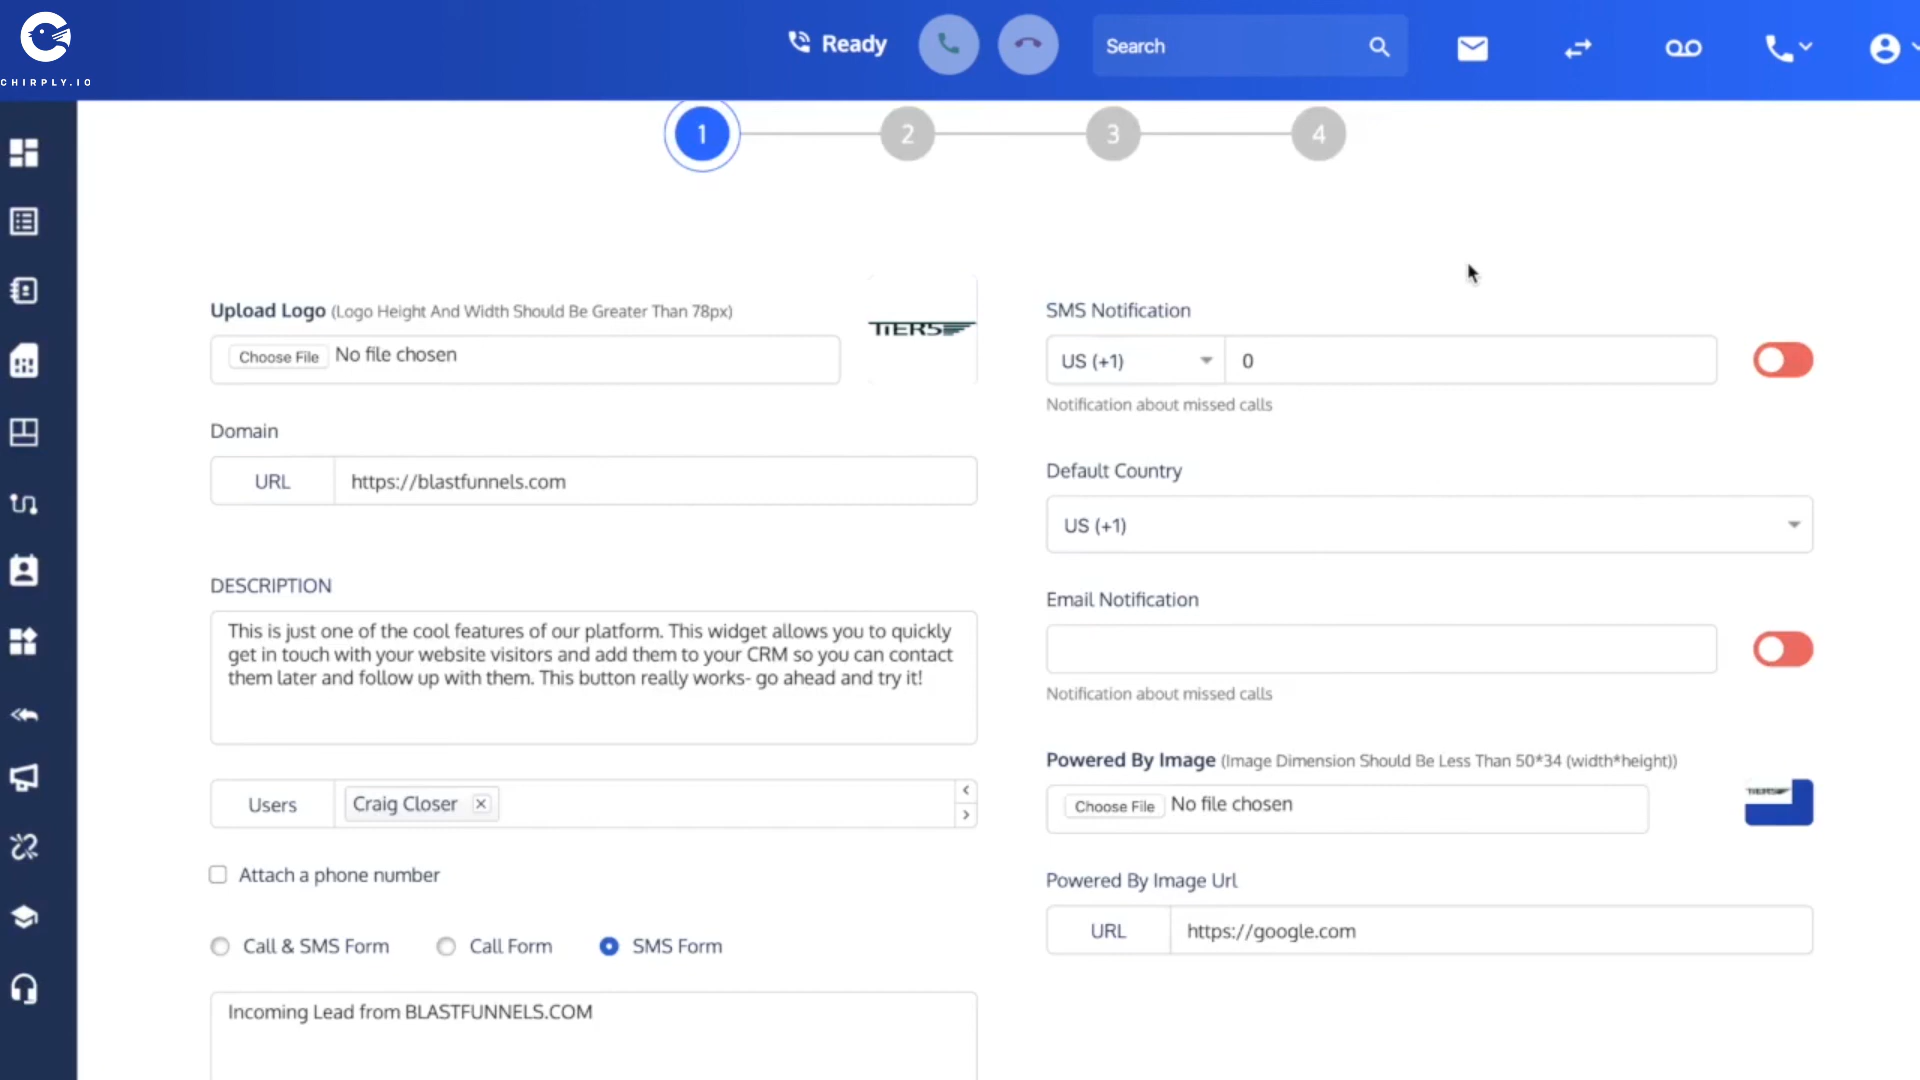 CHIRPLY.IO
Ready
Search
1
2
3
4
Upload Logo (Logo Height And Width Should Be Greater Than 78px)
Choose File No file chosen
TIER5
Domain
URL https://blastfunnels.com
DESCRIPTION
This is just one of the cool features of our platform. This widget allows you to quickly
get in touch with your website visitors and add them to your CRM so you can contact
them later and follow up with them. This button really works- go ahead and try it!
Users Craig Closer
Attach a phone number
Call & SMS Form Call Form SMS Form
Incoming Lead from BLASTFUNNELS.COM
SMS Notification
US (+1) 0
Notification about missed calls
Default Country
US (+1)
Email Notification
Notification about missed calls
Powered By Image (Image Dimension Should Be Less Than 50*34 (width*height))
Choose File No file chosen
TIER5
Powered By Image Url
URL https://google.com